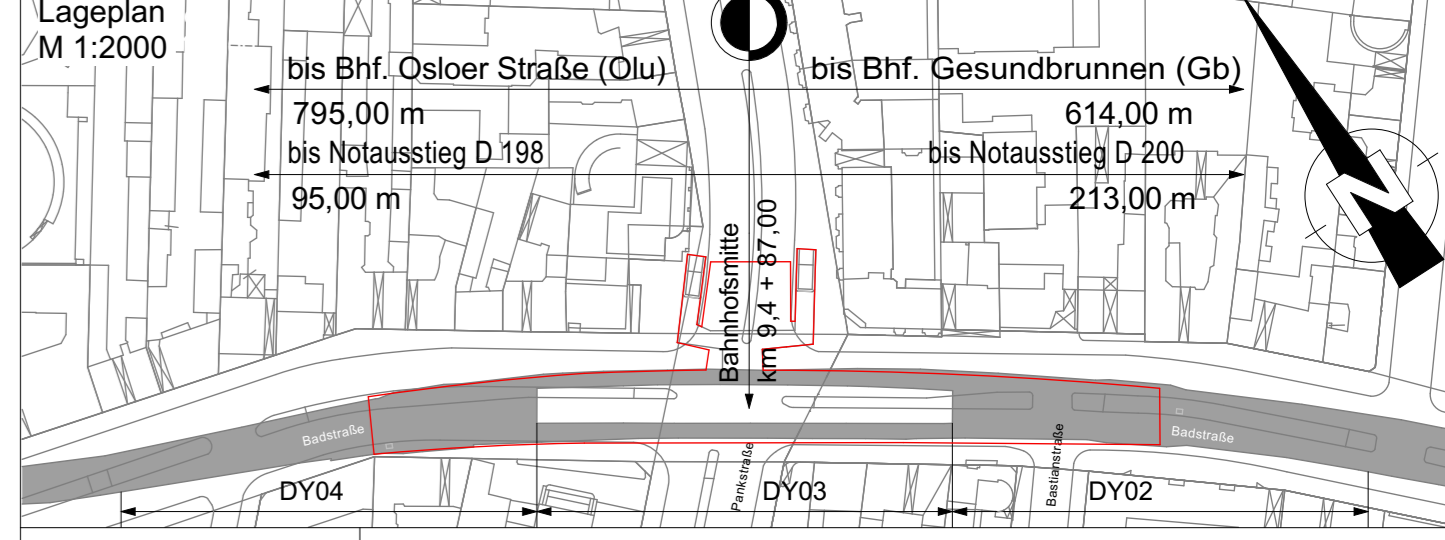 Lageplan
M 1:2000
bis Bhf. Osloer Straße (Olu)
bis Bhf. Gesundbrunnen (Gb)
795,00 m
614,00 m
bis Notausstieg D 198
bis Notausstieg D 200
95,00 m
213,00 m
N
Bahnhofsmitte
km 9,4 + 87,00
Badstraße
Badstraße
Pankstraße
Bastianstraße
DY04
DY03
DY02